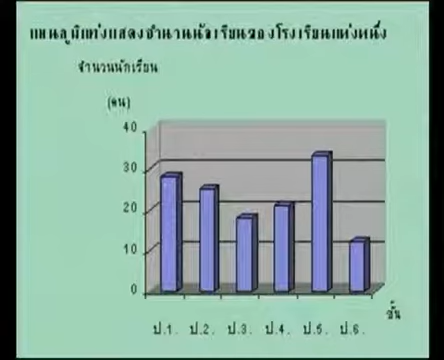 แผนภูมิแท่งแสดงจำนวนนักเรียนของโรงเรียนแห่งหนึ่ง
จำนวนนักเรียน
(คน)
40
30
20
10
0
ป.1. ป.2. ป.3. ป.4. ป.5. ป.6.
ชั้น